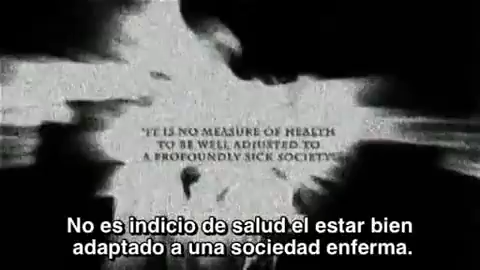 "IT IS NO MEASURE OF HEALTH
TO BE WELL ADJUSTED TO
A PROFOUNDLY SICK SOCIETY"
No es indicio de salud el estar bien
adaptado a una sociedad enferma.